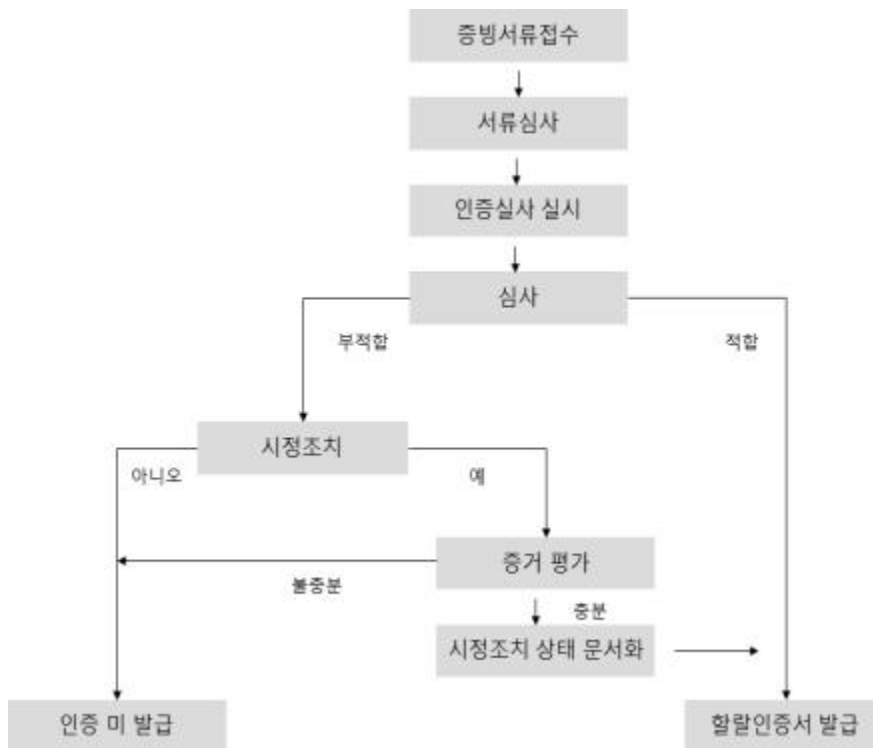 증빙서류접수
서류심사
인증실사 실시
심사
부적합
적합
시정조치
아니오
예
증거 평가
불충분
충분
시정조치 상태 문서화
인증 미 발급
할랄인증서 발급